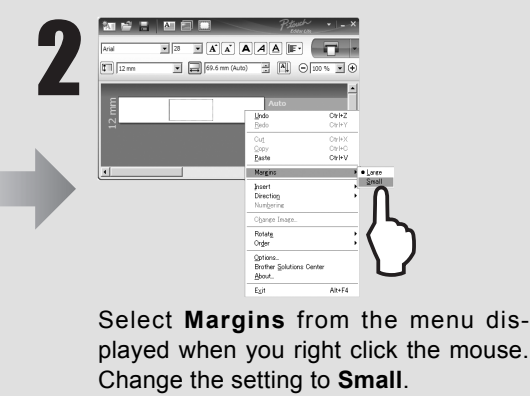 2
P-touch
Editor Lite
Arial 28 A A A A A
12 mm 69.6 mm (Auto) A 100 %
12 mm
Auto
Undo Ctrl+Z
Redo Ctrl+Y
Cut Ctrl+X
Copy Ctrl+C
Paste Ctrl+V
Margins Large
Small
Insert
Direction
Numbering
Change Image...
Rotate
Order
Options...
Brother Solutions Center
About...
Exit Alt+F4
Select Margins from the menu dis-
played when you right click the mouse.
Change the setting to Small.